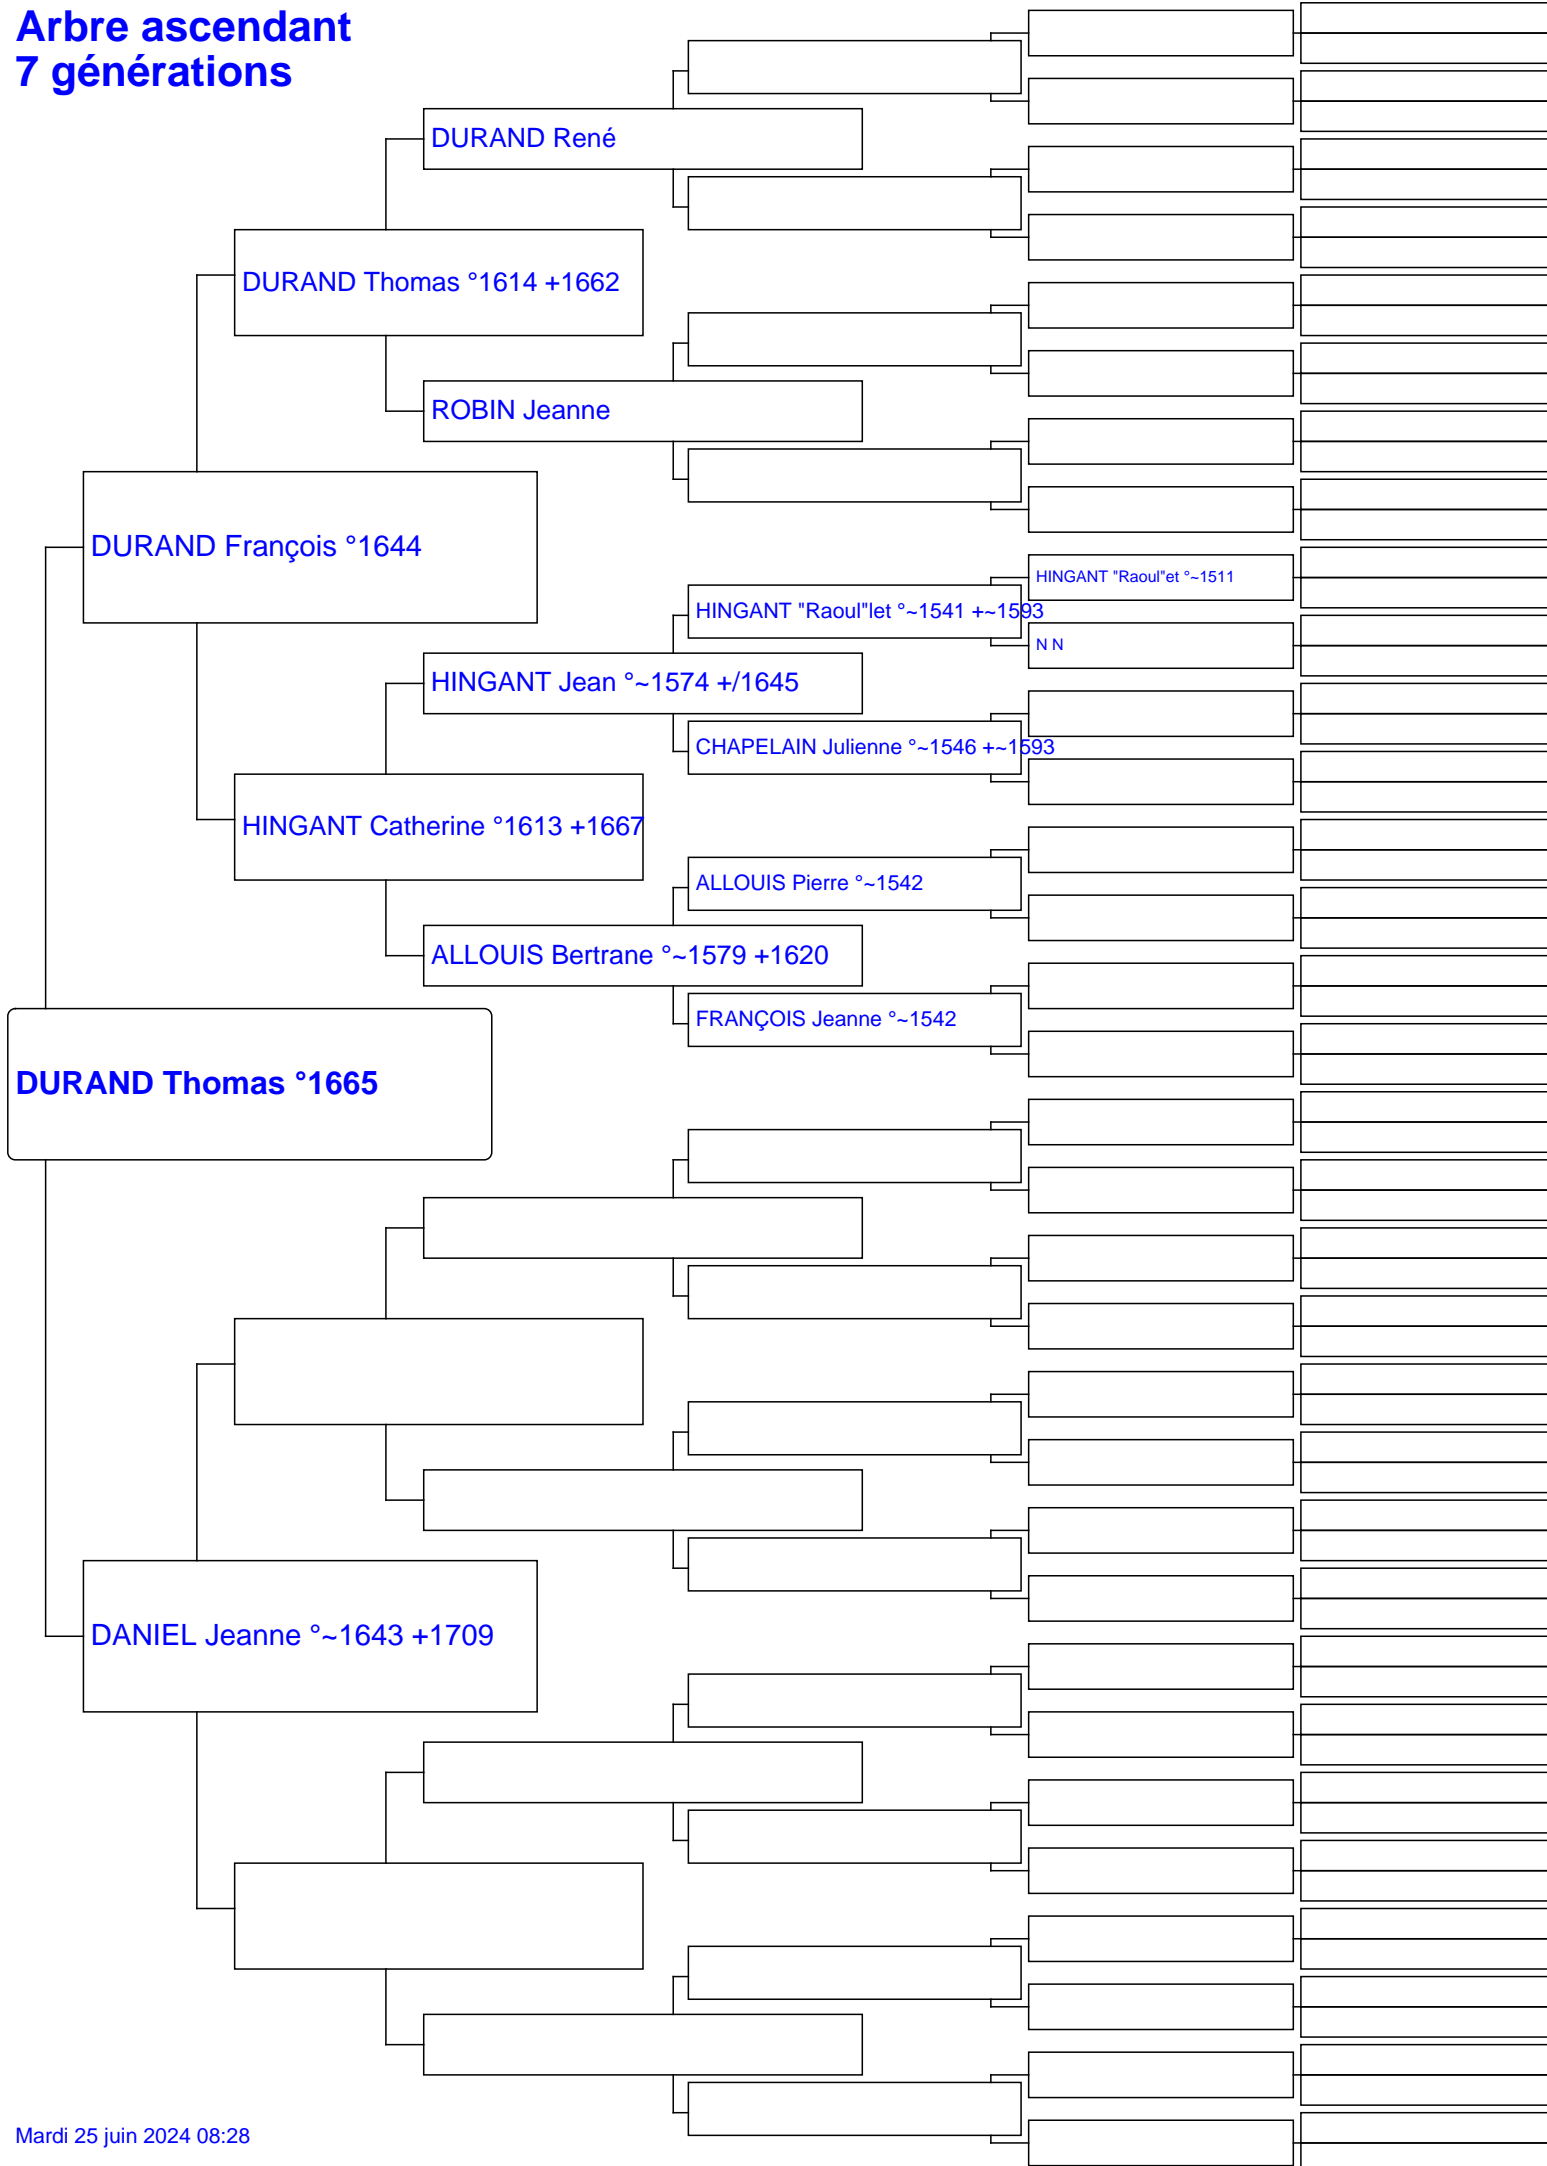 Arbre ascendant
7 générations
DURAND René
DURAND Thomas °1614 +1662
ROBIN Jeanne
DURAND François °1644
HINGANT "Raoul"et °~1511
HINGANT "Raoul"let °~1541 +~1593
N N
HINGANT Jean °~1574 +/1645
CHAPELAIN Julienne °~1546 +~1593
HINGANT Catherine °1613 +1667
ALLOUIS Pierre °~1542
ALLOUIS Bertrane °~1579 +1620
FRANÇOIS Jeanne °~1542
DURAND Thomas °1665
DANIEL Jeanne °~1643 +1709
Mardi 25 juin 2024 08:28